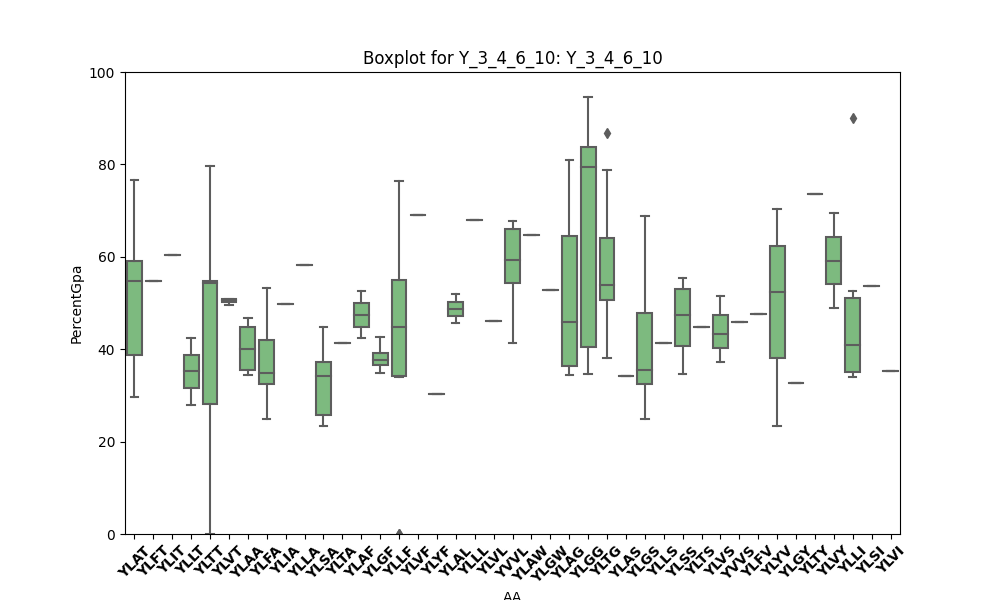 Boxplot for Y_3_4_6_10: Y_3_4_6_10
PercentGpa
100
80
60
40
20
0
YLAT
YLFT
YLIT
YLLT
YLTT
YLVT
YLAA
YLFA
YLIA
YLLA
YLSA
YLTA
YLAF
YLGF
YLLF
YLVF
YLYF
YLAL
YLLL
YLVL
YVVL
YLAW
YLGW
YLAG
YLGG
YLTG
YLAS
YLGS
YLLS
YLSS
YLTS
YLVS
YVVS
YLFV
YLYV
YLGY
YLTY
YLVY
YLLI
YLSI
YLVI
AA